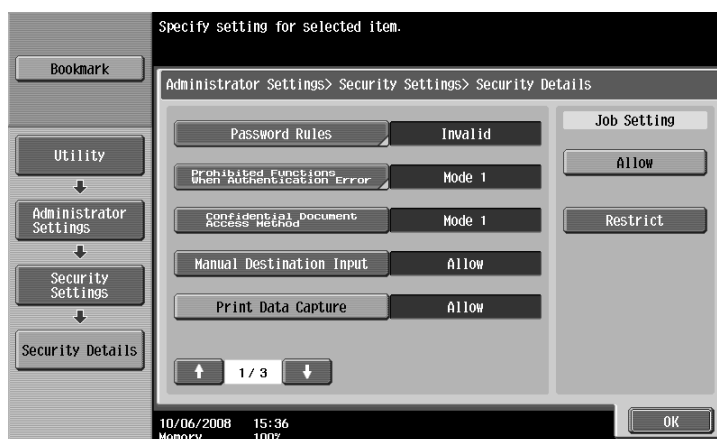 Specify setting for selected item.
Bookmark
Administrator Settings> Security Settings> Security Details
Utility
Administrator
Settings
Security
Settings
Security Details
Password Rules
Invalid
Prohibited Functions
When Authentication Error
Mode 1
Confidential Document
Access Method
Mode 1
Manual Destination Input
Allow
Print Data Capture
Allow
1/ 3
Job Setting
Allow
Restrict
10/06/2008 15:36
Memory 100%
OK